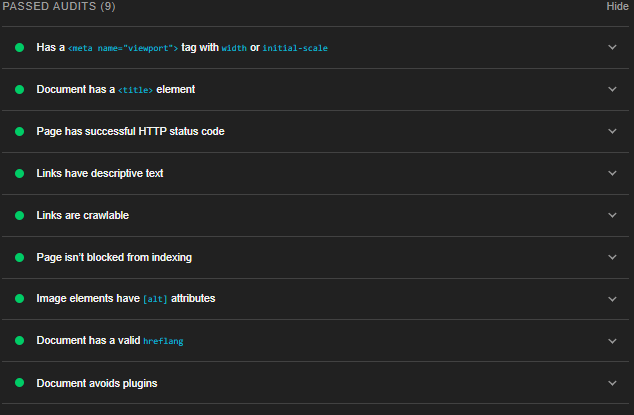 PASSED AUDITS (9) Hide
Has a <meta name="viewport"> tag with width or initial-scale
Document has a <title> element
Page has successful HTTP status code
Links have descriptive text
Links are crawlable
Page isn't blocked from indexing
Image elements have [alt] attributes
Document has a valid hreflang
Document avoids plugins